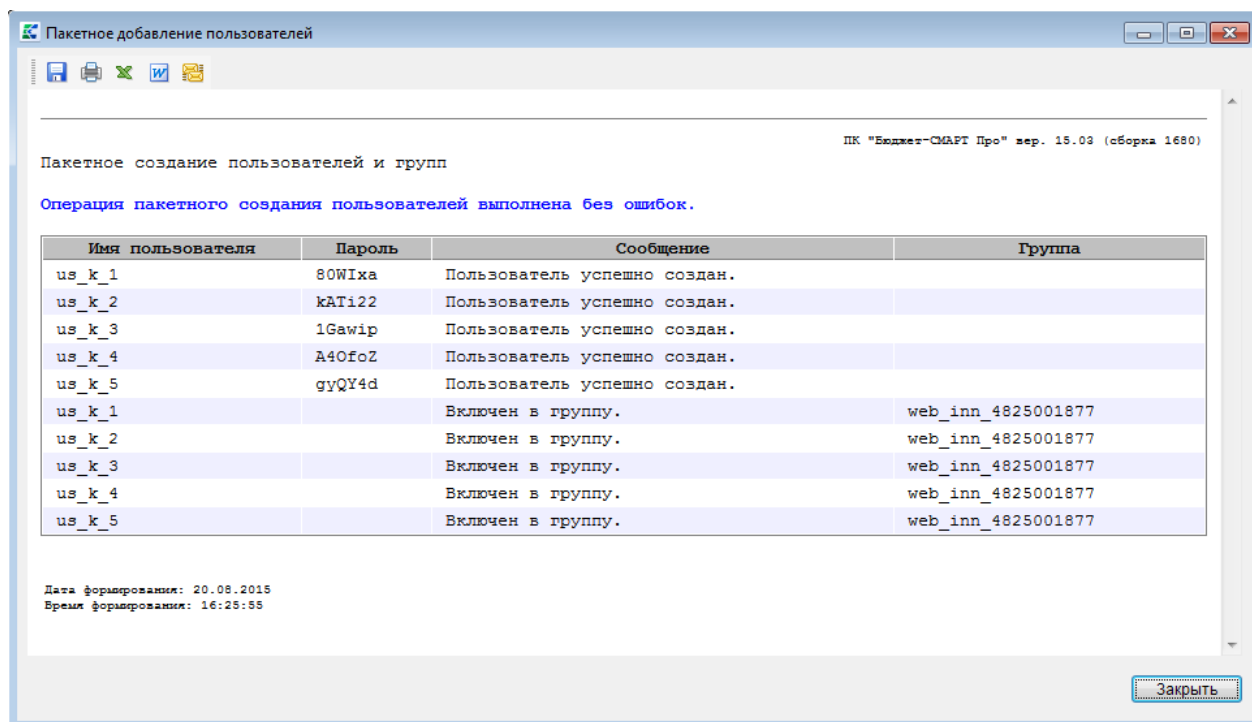 Пакетное добавление пользователей
ПК "Бюджет-СМАРТ Про" вер. 15.03 (сборка 1680)
Пакетное создание пользователей и групп
Операция пакетного создания пользователей выполнена без ошибок.
Имя пользователя Пароль Сообщение Группа
us_k_1 80WIxa Пользователь успешно создан.
us_k_2 kATi22 Пользователь успешно создан.
us_k_3 1Gawip Пользователь успешно создан.
us_k_4 A4OfoZ Пользователь успешно создан.
us_k_5 gyQY4d Пользователь успешно создан.
us_k_1 Включен в группу. web_inn_4825001877
us_k_2 Включен в группу. web_inn_4825001877
us_k_3 Включен в группу. web_inn_4825001877
us_k_4 Включен в группу. web_inn_4825001877
us_k_5 Включен в группу. web_inn_4825001877
Дата формирования: 20.08.2015
Время формирования: 16:25:55
Закрыть